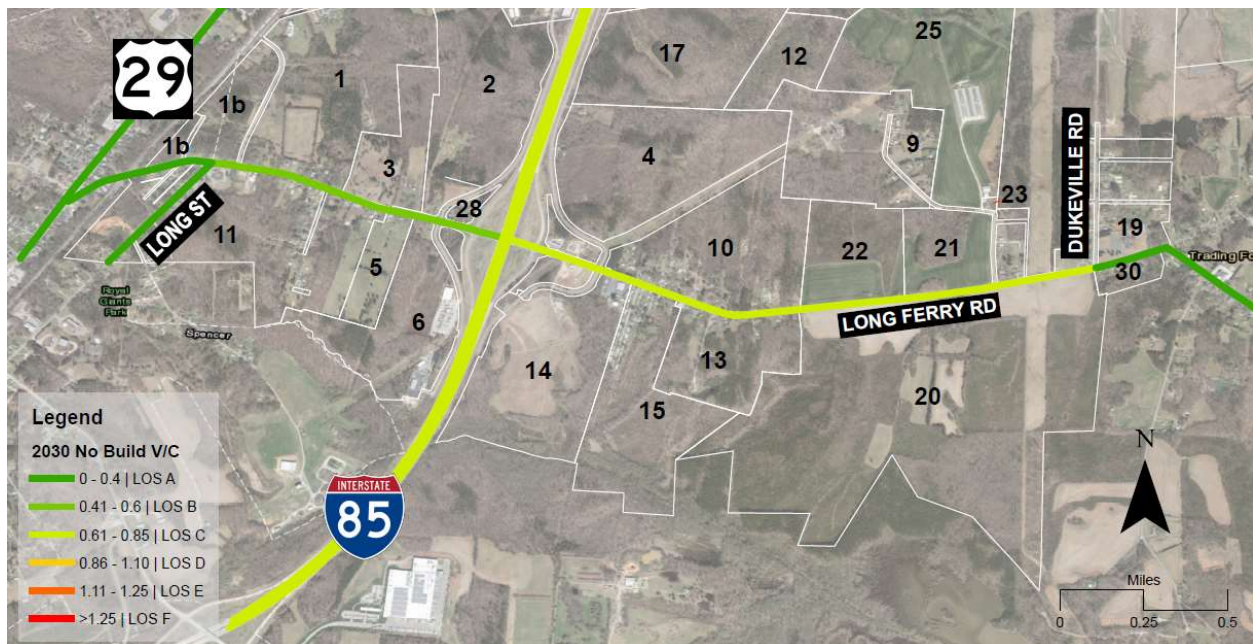 29
1b
1b
1
2
17
12
25
3
4
9
28
23
DUKEVILLE RD
LONG ST
11
5
10
22
21
19
30
Trading Fo
Royal
Giants
Park
Spencer
6
LONG FERRY RD
14
13
15
20
INTERSTATE
85
N
Legend
2030 No Build V/C
0 - 0.4 | LOS A
0.41 - 0.6 | LOS B
0.61 - 0.85 | LOS C
0.86 - 1.10 | LOS D
1.11 - 1.25 | LOS E
>1.25 | LOS F
Miles
0 0.25 0.5